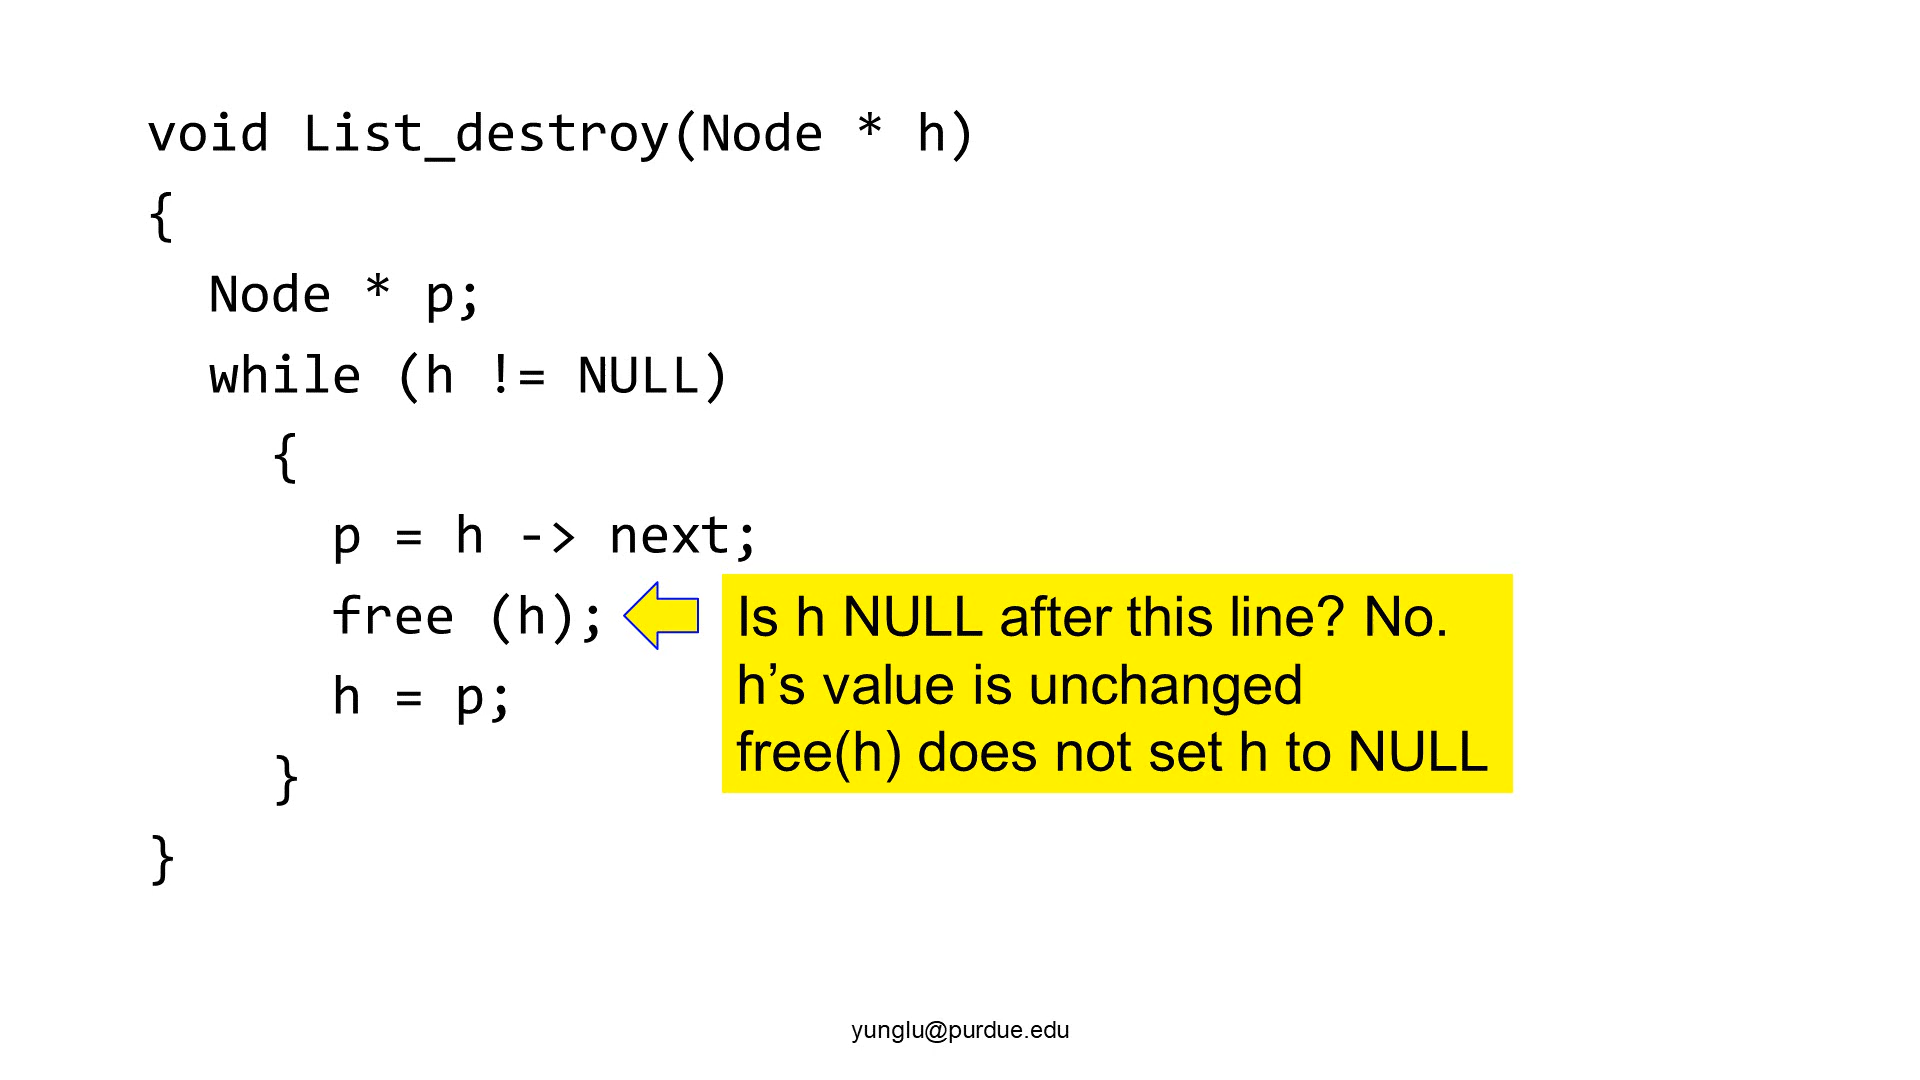 void List_destroy(Node * h)
{
  Node * p;
  while (h != NULL)
    {
      p = h -> next;
      free (h);
Is h NULL after this line? No.
h’s value is unchanged
free(h) does not set h to NULL
      h = p;
    }
}
yunglu@purdue.edu